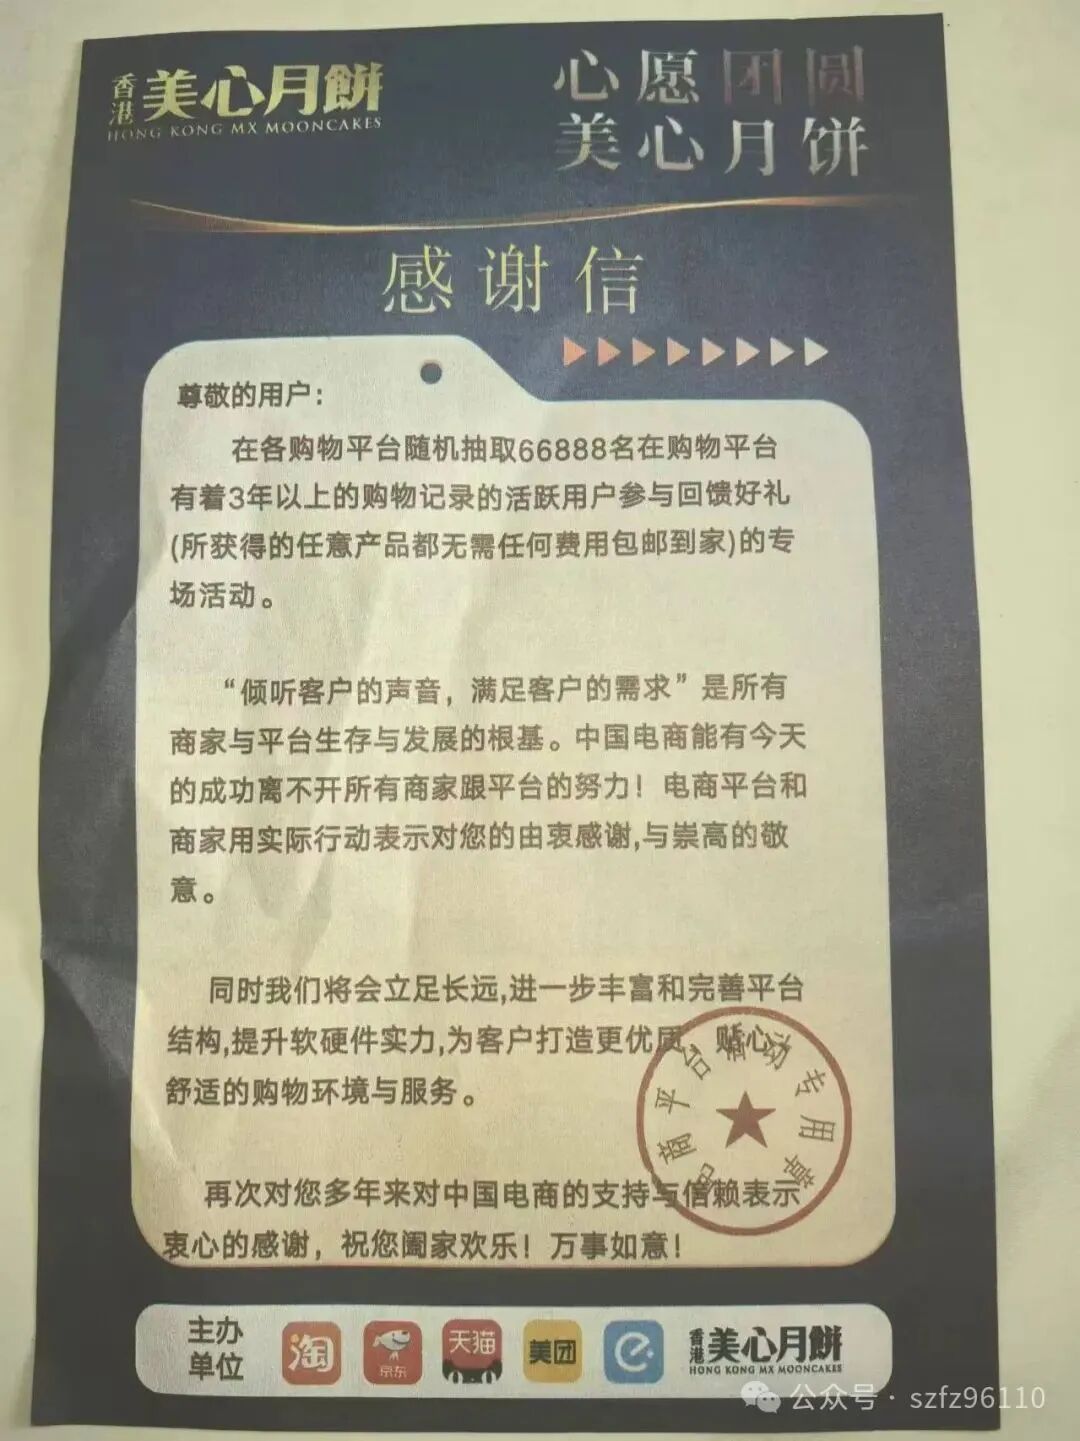 香港 美心月餅
HONG KONG MX MOONCAKES
心愿团圆
美心月饼
感谢信
尊敬的用户：
在各购物平台随机抽取66888名在购物平台
有着3年以上的购物记录的活跃用户参与回馈好礼
(所获得的任意产品都无需任何费用包邮到家)的专
场活动。
“倾听客户的声音，满足客户的需求”是所有
商家与平台生存与发展的根基。中国电商能有今天
的成功离不开所有商家跟平台的努力！电商平台和
商家用实际行动表示对您的由衷感谢,与崇高的敬
意。
同时我们将会立足长远,进一步丰富和完善平台
结构,提升软硬件实力,为客户打造更优质、贴心、
舒适的购物环境与服务。
电商平台活动专用章
再次对您多年来对中国电商的支持与信赖表示
衷心的感谢，祝您阖家欢乐！万事如意！
主办
单位
淘
京东
天猫
美团
香港 美心月餅
HONG KONG MX MOONCAKES
公众号 · szfz96110